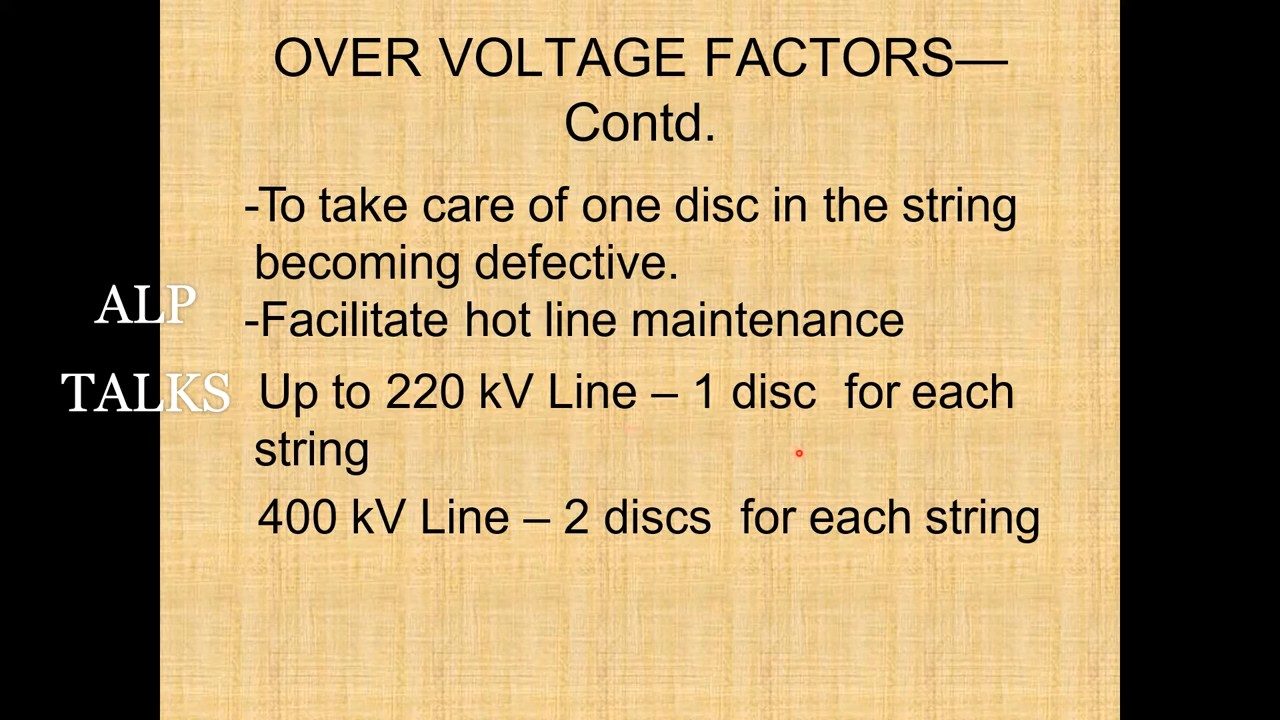 OVER VOLTAGE FACTORS—
Contd.
-To take care of one disc in the string
becoming defective.
-Facilitate hot line maintenance
Up to 220 kV Line – 1 disc  for each
string
400 kV Line – 2 discs  for each string
ALP
TALKS